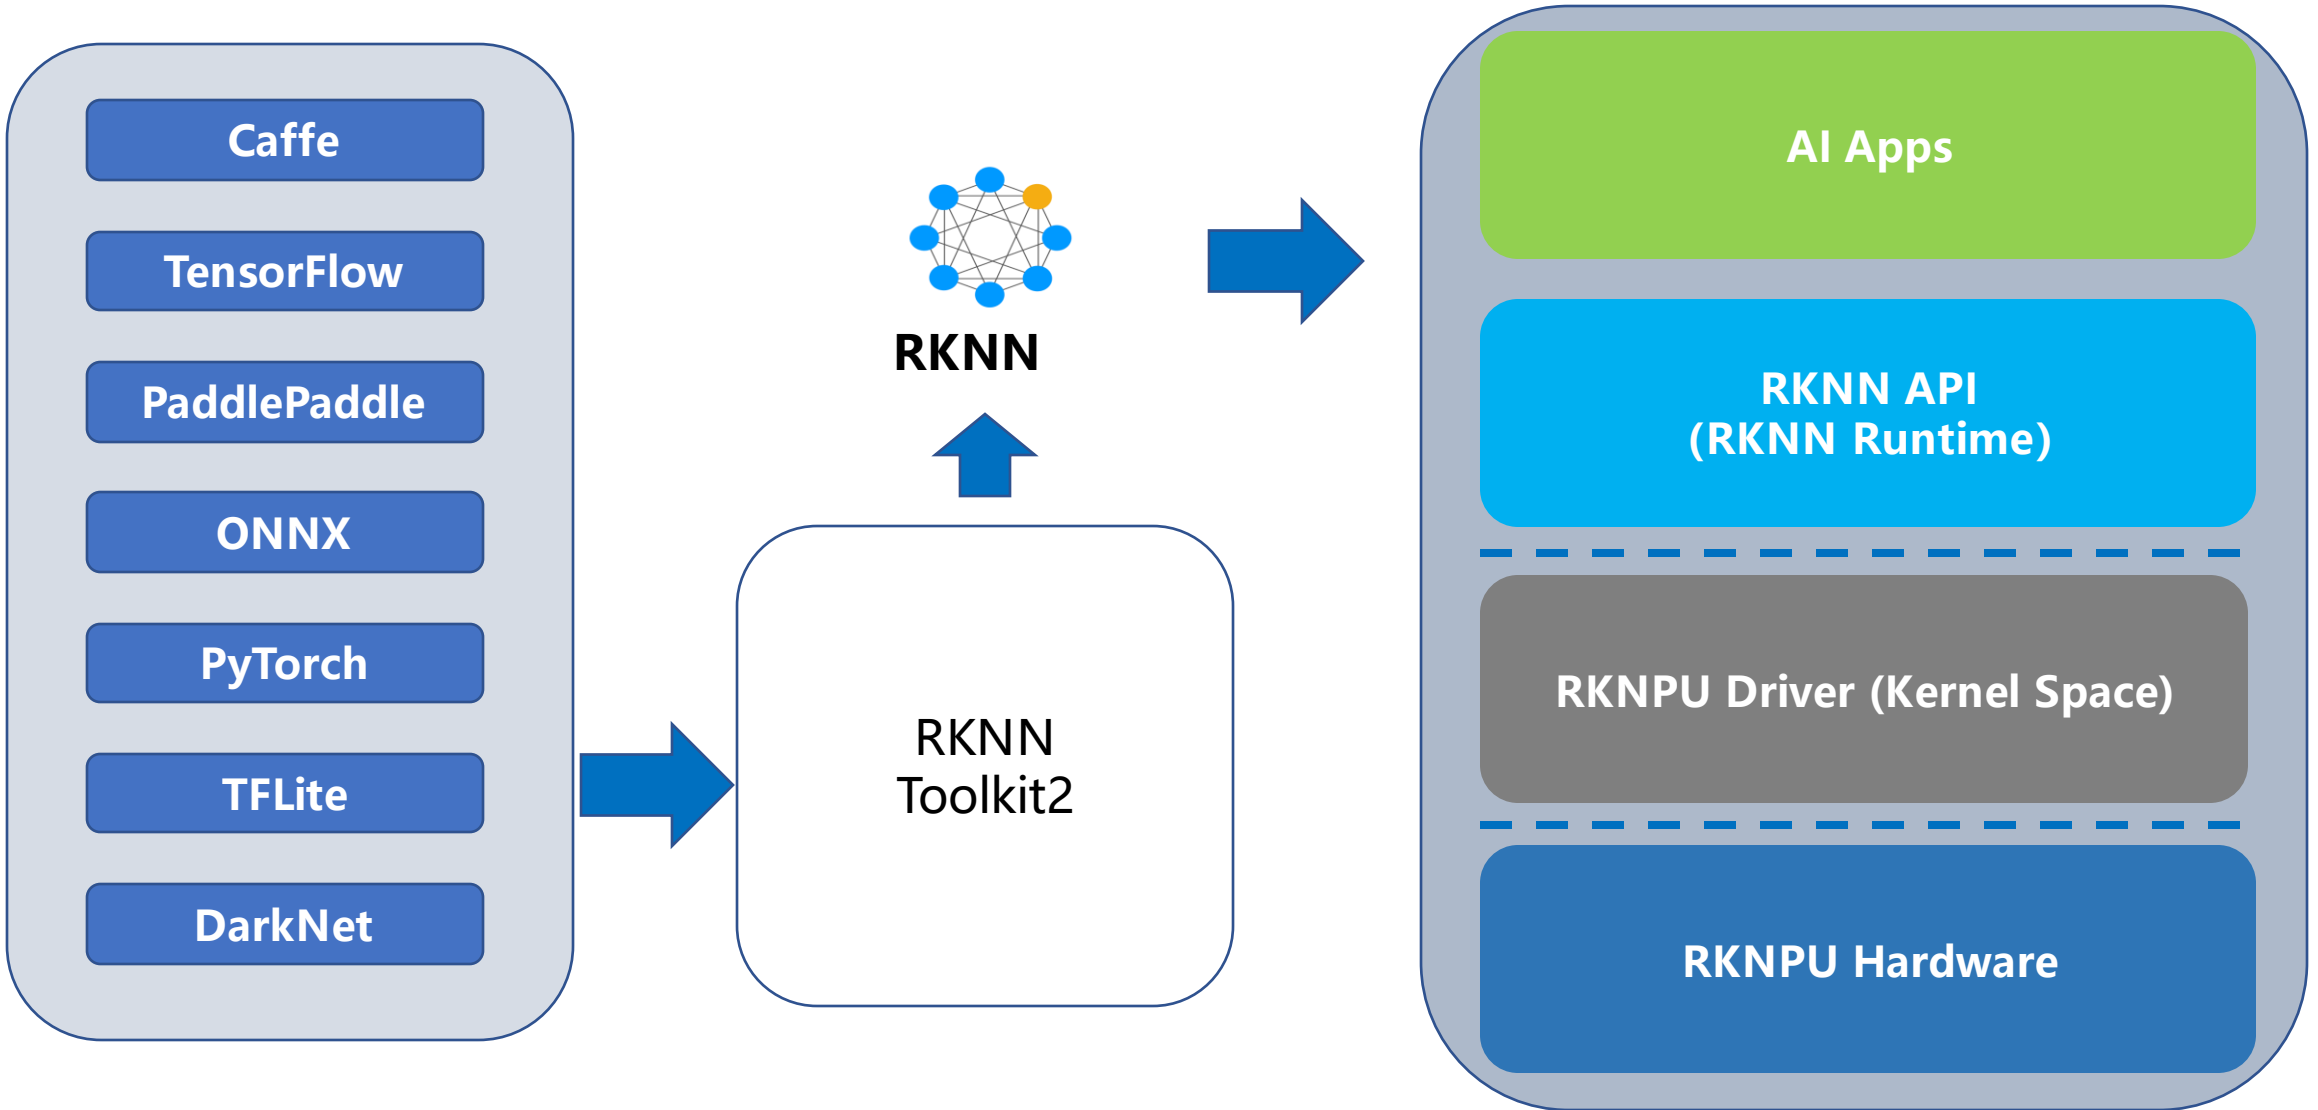 Caffe
TensorFlow
PaddlePaddle
ONNX
PyTorch
TFLite
DarkNet
RKNN
RKNN
Toolkit2
AI Apps
RKNN API
(RKNN Runtime)
RKNPU Driver (Kernel Space)
RKNPU Hardware